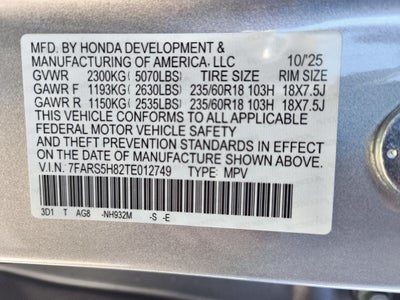 MFD. BY HONDA DEVELOPMENT &
MANUFACTURING OF AMERICA, LLC 10/'25
GVWR 2300KG ( 5070LBS) TIRE SIZE RIM SIZE
GAWR F 1193KG ( 2630LBS) 235/60R18 103H 18X7.5J
GAWR R 1150KG ( 2535LBS) 235/60R18 103H 18X7.5J
THIS VEHICLE CONFORMS TO ALL APPLICABLE
FEDERAL MOTOR VEHICLE SAFETY
AND THEFT PREVENTION STANDARDS IN EFFECT
ON THE DATE OF MANUFACTURE SHOWN ABOVE.
V.I.N. 7FARS5H82TE012749 TYPE: MPV
3D1 T AG8 -NH932M -S -E